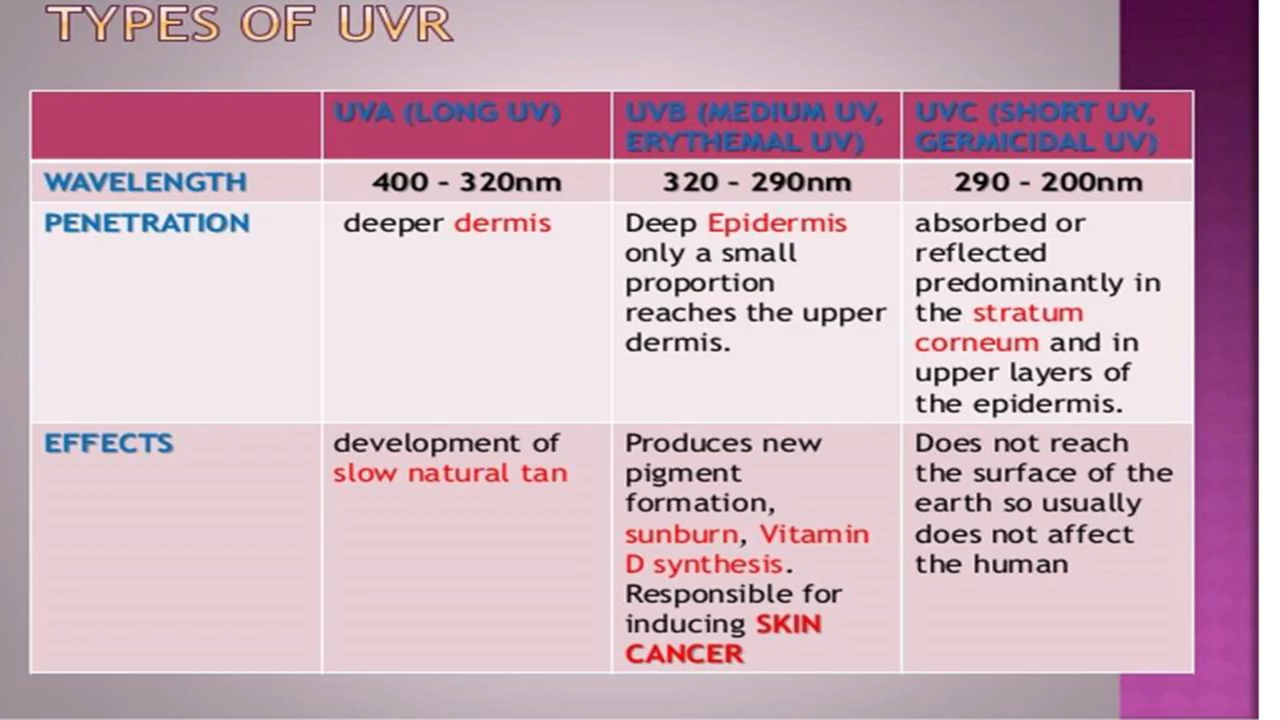 TYPES OF UVR
UVA (LONG UV)
UVB (MEDIUM UV,
ERYTHEMAL UV)
UVC (SHORT UV,
GERMICIDAL UV)
WAVELENGTH
400 - 320nm
320 - 290nm
290 - 200nm
PENETRATION
deeper dermis
Deep Epidermis
only a small
proportion
reaches the upper
dermis.
absorbed or
reflected
predominantly in
the stratum
corneum and in
upper layers of
the epidermis.
EFFECTS
development of
slow natural tan
Produces new
pigment
formation,
sunburn, Vitamin
D synthesis.
Responsible for
inducing SKIN
CANCER
Does not reach
the surface of the
earth so usually
does not affect
the human